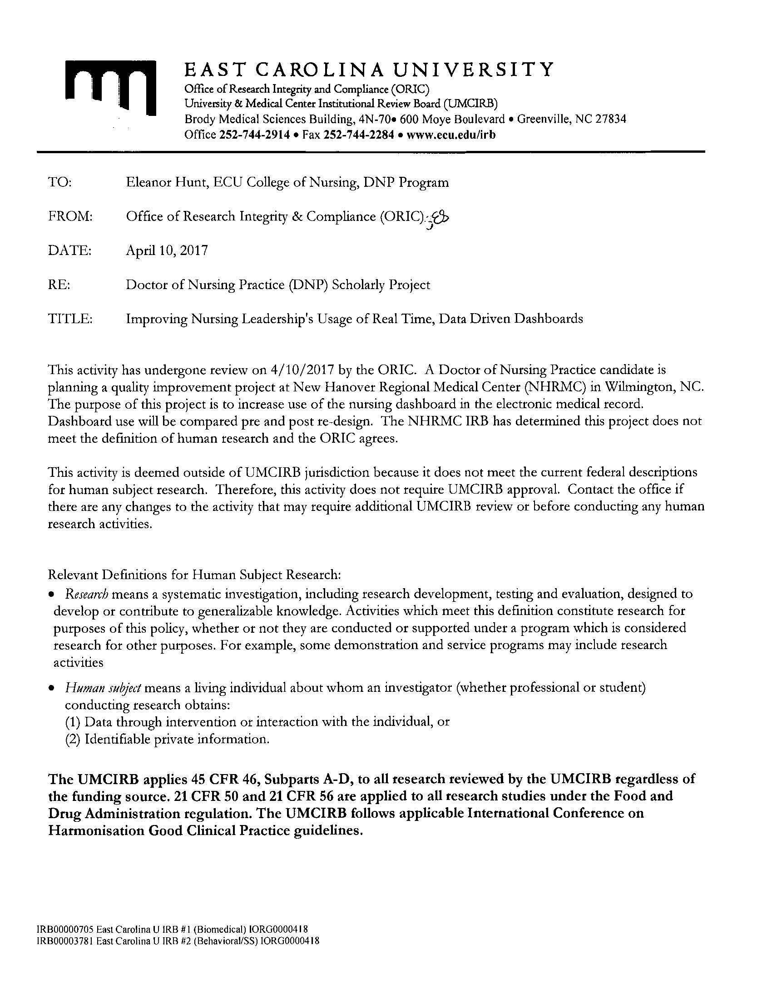 EAST CAROLINA UNIVERSITY
Office of Research Integrity and Compliance (ORIC)
University & Medical Center Institutional Review Board (UMCIRB)
Brody Medical Sciences Building, 4N-70• 600 Moye Boulevard • Greenville, NC 27834
Office 252-744-2914 • Fax 252-744-2284 • www.ecu.edu/irb
TO: Eleanor Hunt, ECU College of Nursing, DNP Program
FROM: Office of Research Integrity & Compliance (ORIC)
DATE: April 10, 2017
RE: Doctor of Nursing Practice (DNP) Scholarly Project
TITLE: Improving Nursing Leadership's Usage of Real Time, Data Driven Dashboards
This activity has undergone review on 4/10/2017 by the ORIC. A Doctor of Nursing Practice candidate is
planning a quality improvement project at New Hanover Regional Medical Center (NHRMC) in Wilmington, NC.
The purpose of this project is to increase use of the nursing dashboard in the electronic medical record.
Dashboard use will be compared pre and post re-design. The NHRMC IRB has determined this project does not
meet the definition of human research and the ORIC agrees.
This activity is deemed outside of UMCIRB jurisdiction because it does not meet the current federal descriptions
for human subject research. Therefore, this activity does not require UMCIRB approval. Contact the office if
there are any changes to the activity that may require additional UMCIRB review or before conducting any human
research activities.
Relevant Definitions for Human Subject Research:
• Research means a systematic investigation, including research development, testing and evaluation, designed to
develop or contribute to generalizable knowledge. Activities which meet this definition constitute research for
purposes of this policy, whether or not they are conducted or supported under a program which is considered
research for other purposes. For example, some demonstration and service programs may include research
activities
• Human subject means a living individual about whom an investigator (whether professional or student)
conducting research obtains:
(1) Data through intervention or interaction with the individual, or
(2) Identifiable private information.
The UMCIRB applies 45 CFR 46, Subparts A-D, to all research reviewed by the UMCIRB regardless of
the funding source. 21 CFR 50 and 21 CFR 56 are applied to all research studies under the Food and
Drug Administration regulation. The UMCIRB follows applicable International Conference on
Harmonisation Good Clinical Practice guidelines.
IRB00000705 East Carolina U IRB #1 (Biomedical) IORG0000418
IRB00003781 East Carolina U IRB #2 (Behavioral/SS) IORG0000418